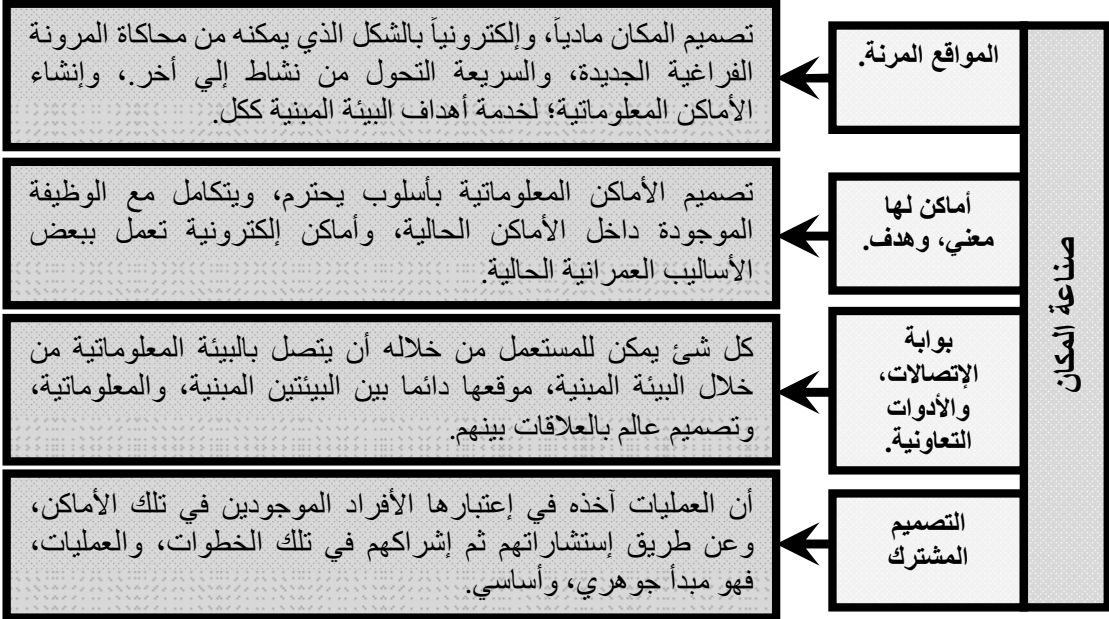 صناعة المكان
المواقع المرنة.
تصميم المكان مادياً، وإلكترونياً بالشكل الذي يمكنه من محاكاة المرونة
الفراغية الجديدة، والسريعة التحول من نشاط إلي أخر.، وإنشاء
الأماكن المعلوماتية؛ لخدمة أهداف البيئة المبنية ككل.
أماكن لها
معني، وهدف.
تصميم الأماكن المعلوماتية بأسلوب يحترم، ويتكامل مع الوظيفة
الموجودة داخل الأماكن الحالية، وأماكن إلكترونية تعمل ببعض
الأساليب العمرانية الحالية.
بوابة
الإتصالات،
والأدوات
التعاونية.
كل شئ يمكن للمستعمل من خلاله أن يتصل بالبيئة المعلوماتية من
خلال البيئة المبنية، موقعها دائما بين البيئتين المبنية، والمعلوماتية،
وتصميم عالم بالعلاقات بينهم.
التصميم
المشترك
أن العمليات آخذه في إعتبارها الأفراد الموجودين في تلك الأماكن،
وعن طريق إستشاراتهم ثم إشراكهم في تلك الخطوات، والعمليات،
فهو مبدأ جوهري، وأساسي.